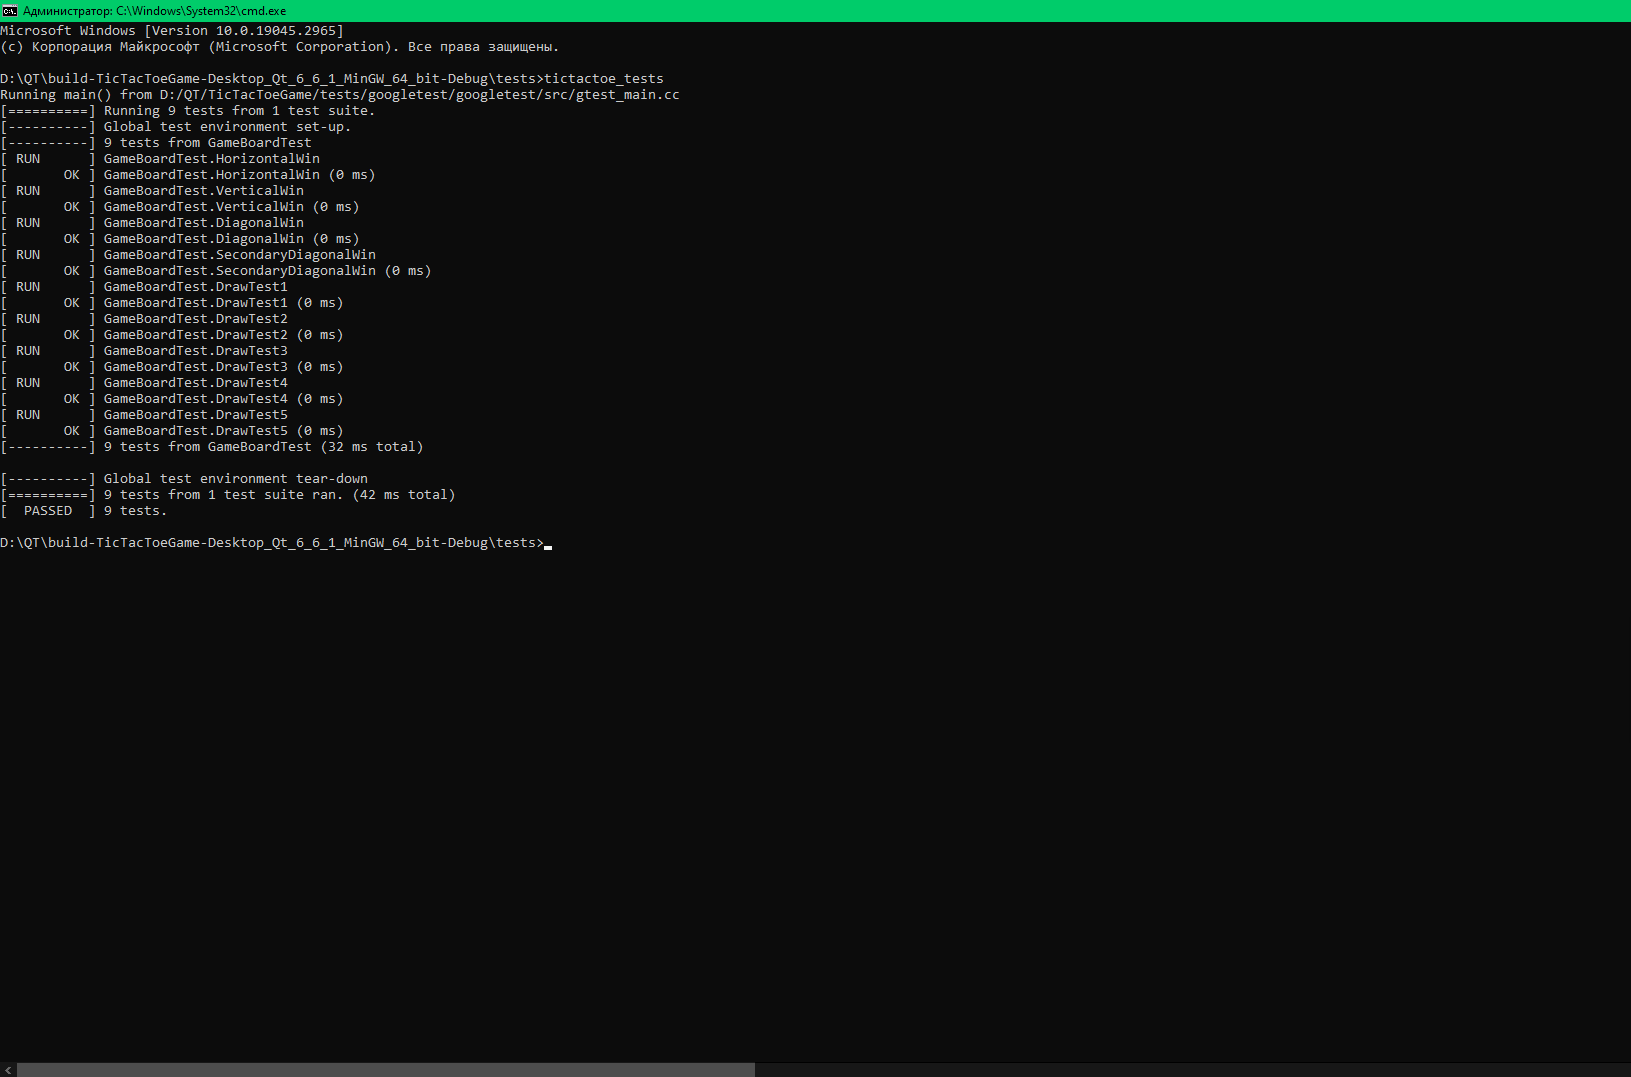 Администратор: C:\Windows\System32\cmd.exe
Microsoft Windows [Version 10.0.19045.2965]
(c) Корпорация Майкрософт (Microsoft Corporation). Все права защищены.
D:\QT\build-TicTacToeGame-Desktop_Qt_6_6_1_MinGW_64_bit-Debug\tests>tictactoe_tests
Running main() from D:/QT/TicTacToeGame/tests/googletest/googletest/src/gtest_main.cc
[==========] Running 9 tests from 1 test suite.
[----------] Global test environment set-up.
[----------] 9 tests from GameBoardTest
[ RUN      ] GameBoardTest.HorizontalWin
[       OK ] GameBoardTest.HorizontalWin (0 ms)
[ RUN      ] GameBoardTest.VerticalWin
[       OK ] GameBoardTest.VerticalWin (0 ms)
[ RUN      ] GameBoardTest.DiagonalWin
[       OK ] GameBoardTest.DiagonalWin (0 ms)
[ RUN      ] GameBoardTest.SecondaryDiagonalWin
[       OK ] GameBoardTest.SecondaryDiagonalWin (0 ms)
[ RUN      ] GameBoardTest.DrawTest1
[       OK ] GameBoardTest.DrawTest1 (0 ms)
[ RUN      ] GameBoardTest.DrawTest2
[       OK ] GameBoardTest.DrawTest2 (0 ms)
[ RUN      ] GameBoardTest.DrawTest3
[       OK ] GameBoardTest.DrawTest3 (0 ms)
[ RUN      ] GameBoardTest.DrawTest4
[       OK ] GameBoardTest.DrawTest4 (0 ms)
[ RUN      ] GameBoardTest.DrawTest5
[       OK ] GameBoardTest.DrawTest5 (0 ms)
[----------] 9 tests from GameBoardTest (32 ms total)
[----------] Global test environment tear-down
[==========] 9 tests from 1 test suite ran. (42 ms total)
[  PASSED  ] 9 tests.
D:\QT\build-TicTacToeGame-Desktop_Qt_6_6_1_MinGW_64_bit-Debug\tests>